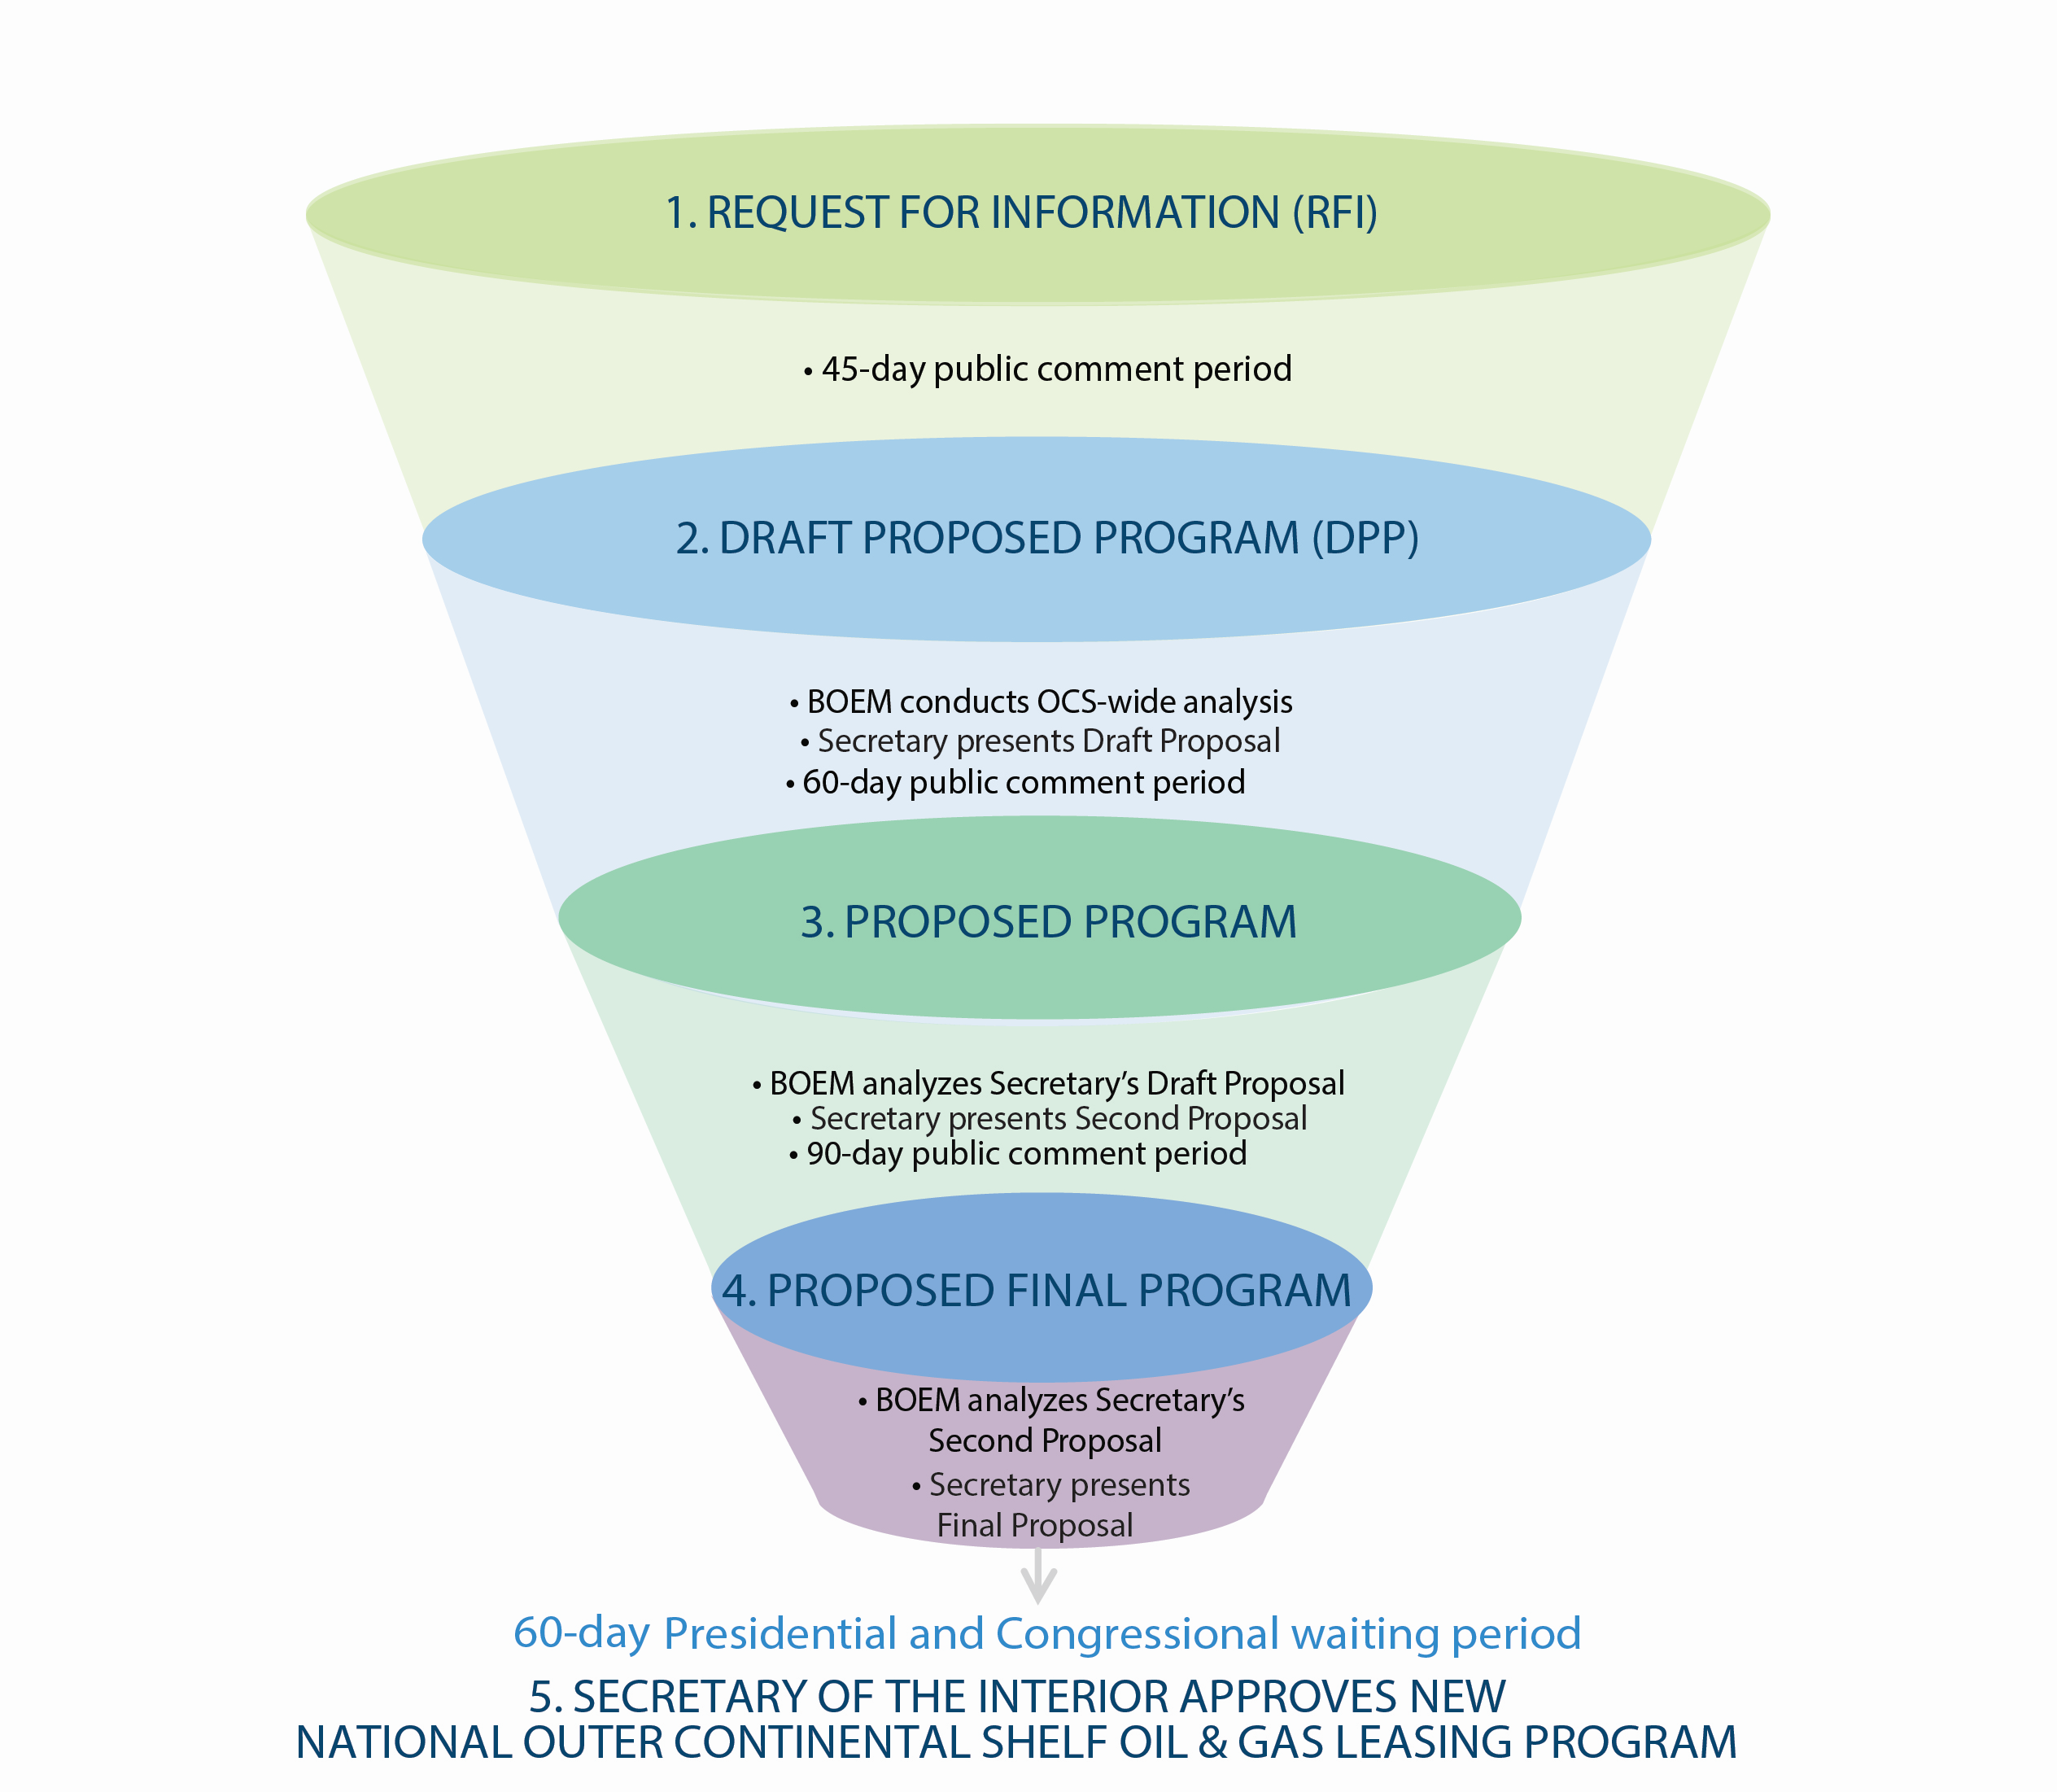 1. REQUEST FOR INFORMATION (RFI)
• 45-day public comment period
2. DRAFT PROPOSED PROGRAM (DPP)
• BOEM conducts OCS-wide analysis
• Secretary presents Draft Proposal
• 60-day public comment period
3. PROPOSED PROGRAM
• BOEM analyzes Secretary’s Draft Proposal
• Secretary presents Second Proposal
• 90-day public comment period
4. PROPOSED FINAL PROGRAM
• BOEM analyzes Secretary’s
Second Proposal
• Secretary presents
Final Proposal
60-day Presidential and Congressional waiting period
5. SECRETARY OF THE INTERIOR APPROVES NEW
NATIONAL OUTER CONTINENTAL SHELF OIL & GAS LEASING PROGRAM